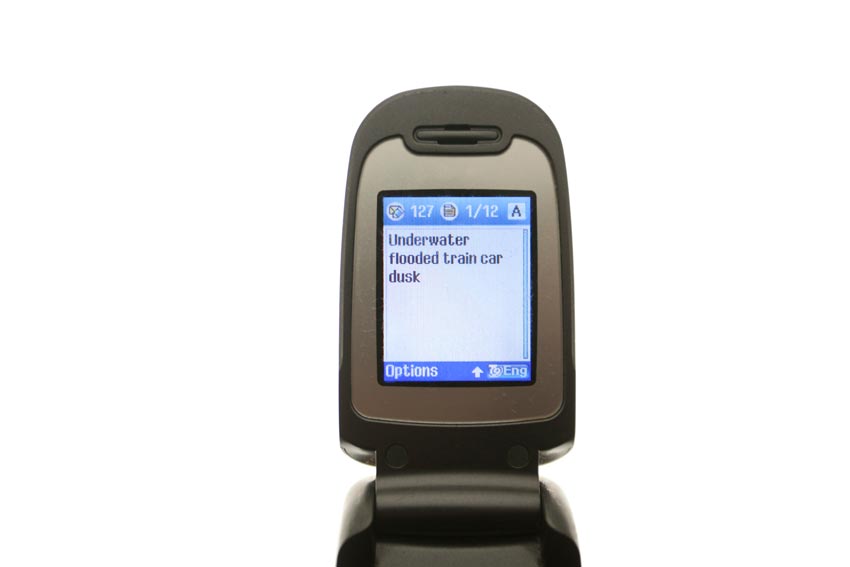 127 1/12 A
Underwater
flooded train car
dusk
Options Eng